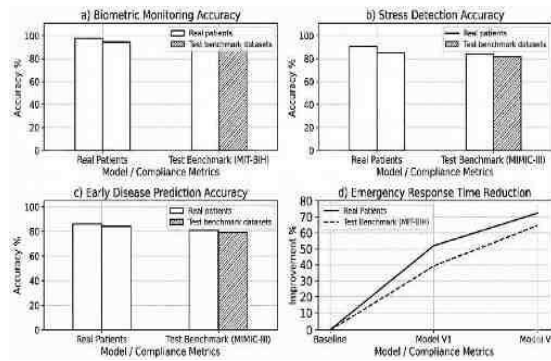 a) Biometric Monitoring Accuracy
Accuracy %
100
80
60
40
20
0
Real patients
Test benchmark datasets
Real Patients
Test Benchmark (MIT-BIH)
Model / Compliance Metrics
b) Stress Detection Accuracy
Accuracy %
100
80
60
40
20
0
Real patients
Test benchmark datasets
Real Patients
Test Benchmark (MIMIC-III)
Model / Compliance Metrics
c) Early Disease Prediction Accuracy
Accuracy %
100
80
60
40
20
0
Real patients
Test benchmark datasets
Real Patients
Test Benchmark (MIMIC-III)
Model / Compliance Metrics
d) Emergency Response Time Reduction
Improvement %
80
70
60
50
40
30
20
10
0
Real Patients
Test Benchmark (MIT-BIH)
Baseline
Model V1
Model
Model / Compliance Metrics